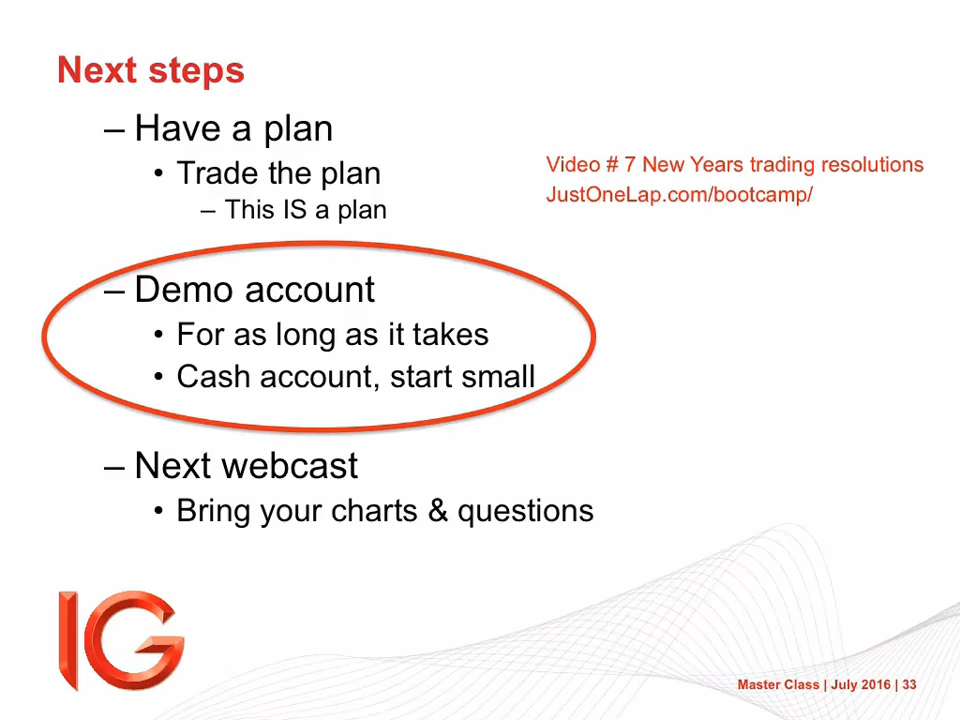 Next steps
– Have a plan
• Trade the plan
– This IS a plan
Video # 7 New Years trading resolutions
JustOneLap.com/bootcamp/
– Demo account
• For as long as it takes
• Cash account, start small
– Next webcast
• Bring your charts & questions
IG
Master Class | July 2016 | 33